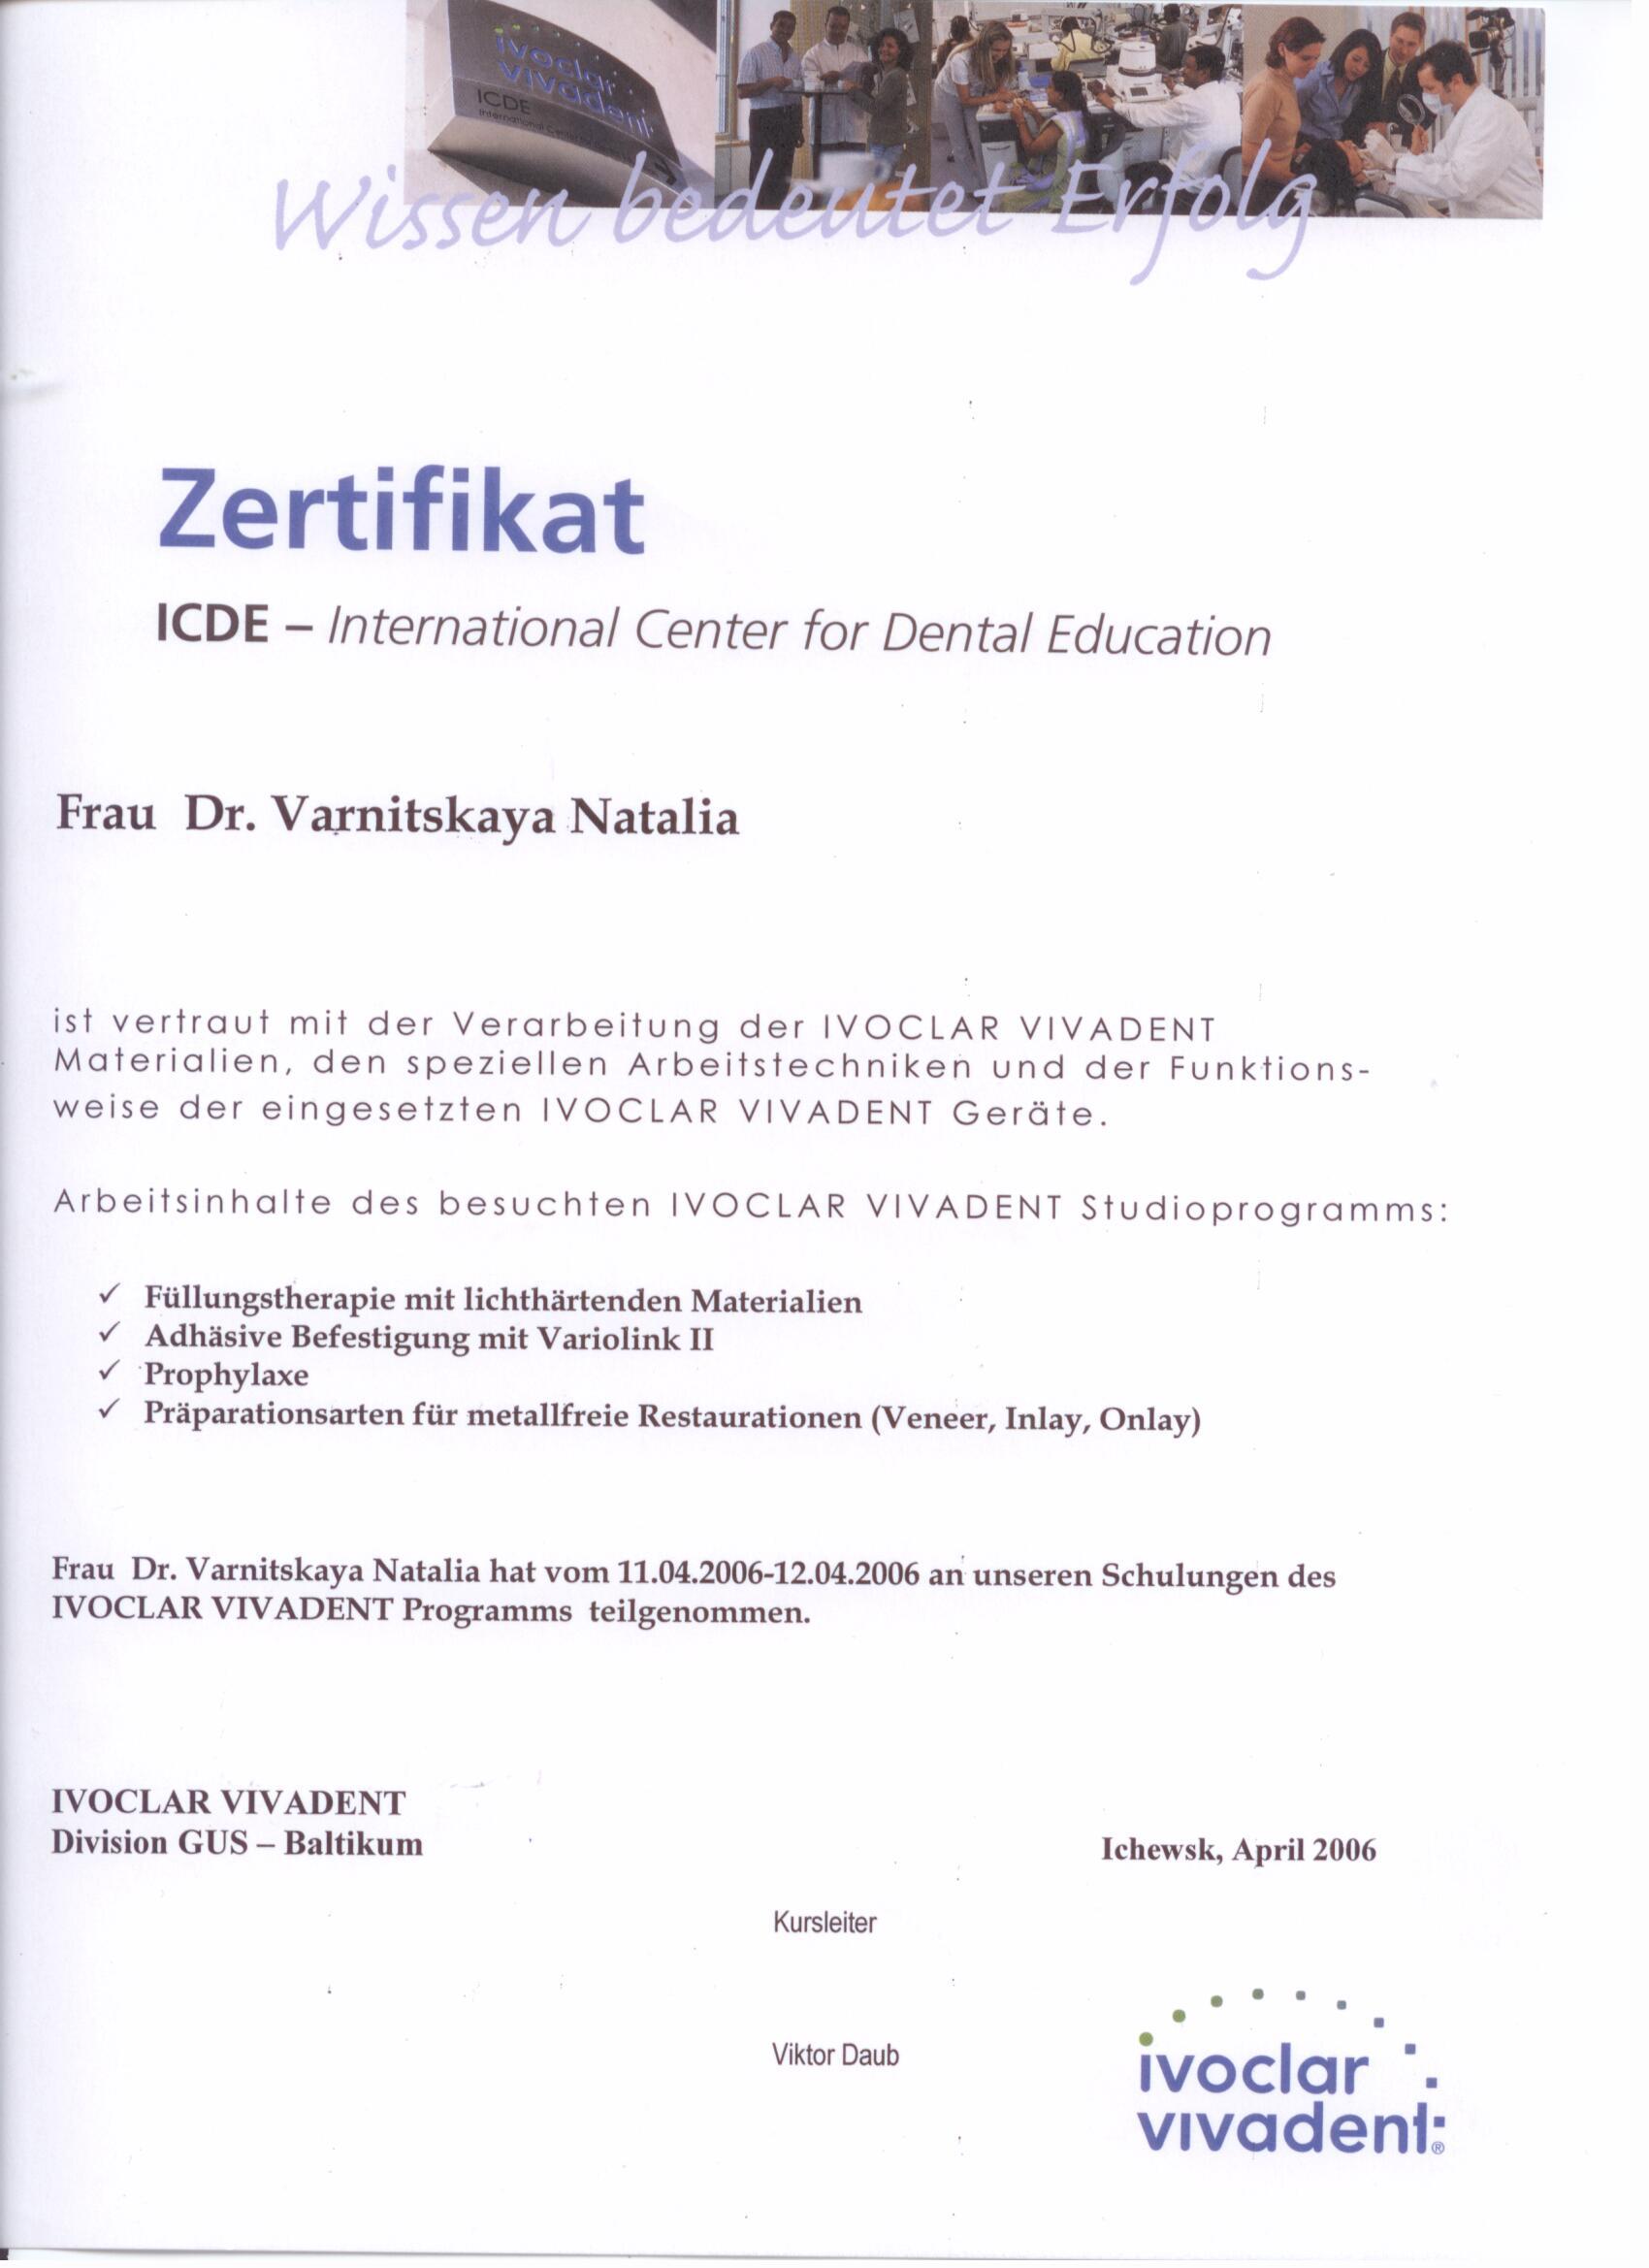 ivoclar
vivadent
ICDE
Wissen bedeutet Erfolg
Zertifikat
ICDE – International Center for Dental Education
Frau Dr. Varnitskaya Natalia
ist vertraut mit der Verarbeitung der IVOCLAR VIVADENT
Materialien, den speziellen Arbeitstechniken und der Funktions-
weise der eingesetzten IVOCLAR VIVADENT Geräte.
Arbeitsinhalte des besuchten IVOCLAR VIVADENT Studioprogramms:
✓ Füllungstherapie mit lichthärtenden Materialien
✓ Adhäsive Befestigung mit Variolink II
✓ Prophylaxe
✓ Präparationsarten für metallfreie Restaurationen (Veneer, Inlay, Onlay)
Frau Dr. Varnitskaya Natalia hat vom 11.04.2006-12.04.2006 an unseren Schulungen des
IVOCLAR VIVADENT Programms teilgenommen.
IVOCLAR VIVADENT
Division GUS – Baltikum
Ichewsk, April 2006
Kursleiter
Viktor Daub
ivoclar
vivadent:®